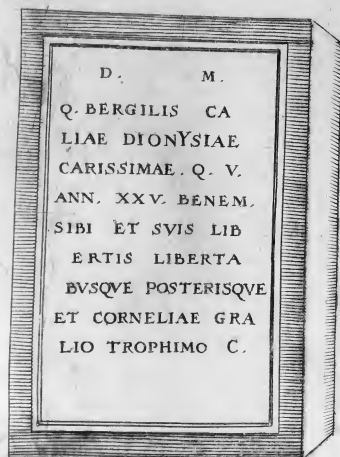 D. M.
Q. BERGILIS CA
LIAE DIONYSIAE
CARISSIMAE. Q. V.
ANN. XXV. BENEM.
SIBI ET SVIS LIB
ERTIS LIBERTA
BVSQVE POSTERISQVE
ET CORNELIAE GRA
LIO TROPHIMO C.